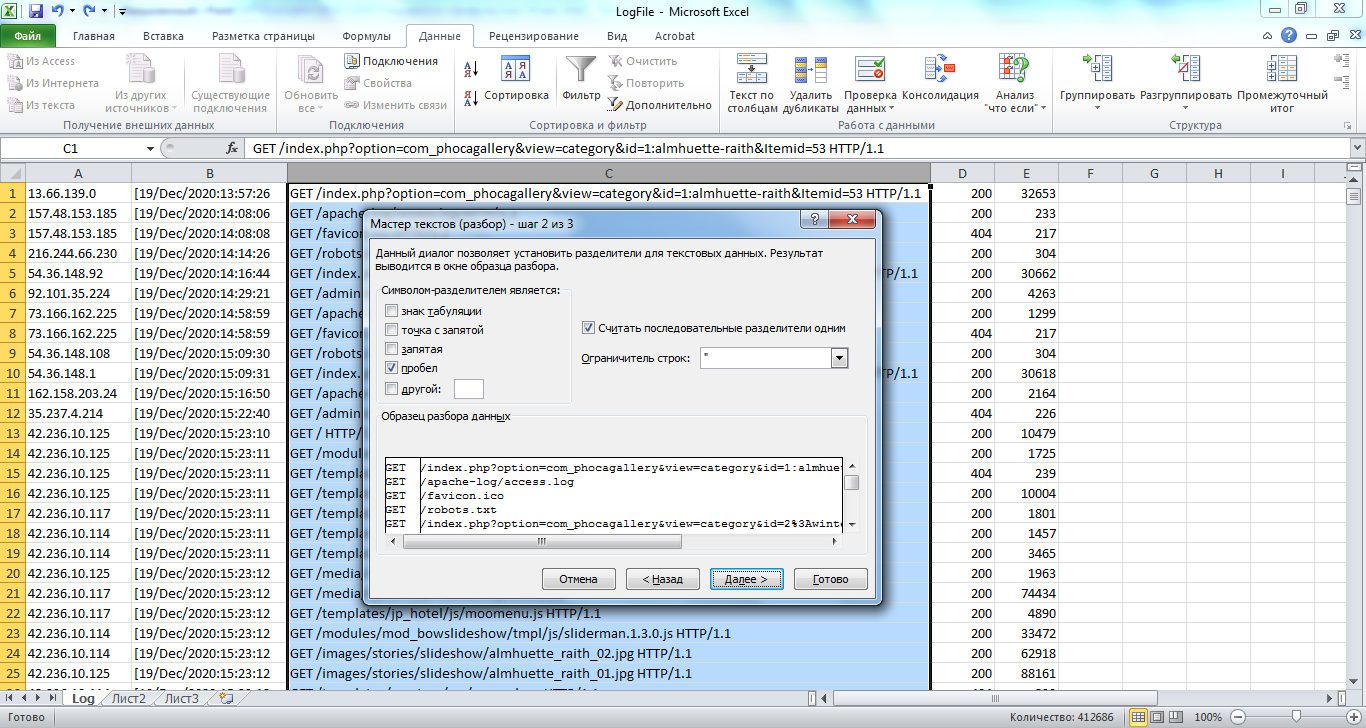 LogFile - Microsoft Excel
Файл Главная Вставка Разметка страницы Формулы Данные Рецензирование Вид Acrobat
Из Access
Из Интернета
Из текста
Из других источников
Существующие подключения
Обновить все
Подключения
Свойства
Изменить связи
Сортировка
Фильтр
Очистить
Повторить
Дополнительно
Текст по столбцам
Удалить дубликаты
Проверка данных
Консолидация
Анализ "что если"
Группировать
Разгруппировать
Промежуточный итог
Получение внешних данных Подключения Сортировка и фильтр Работа с данными Структура
C1 fx GET /index.php?option=com_phocagallery&view=category&id=1:almhuette-raith&Itemid=53 HTTP/1.1
A B C D E F G H I
1 13.66.139.0 [19/Dec/2020:13:57:26 GET /index.php?option=com_phocagallery&view=category&id=1:almhuette-raith&Itemid=53 HTTP/1.1 200 32653
2 157.48.153.185 [19/Dec/2020:14:08:06 GET /apache 200 233
3 157.48.153.185 [19/Dec/2020:14:08:08 GET /favico 404 217
4 216.244.66.230 [19/Dec/2020:14:14:26 GET /robots 200 304
5 54.36.148.92 [19/Dec/2020:14:16:44 GET /index. TP/1.1 200 30662
6 92.101.35.224 [19/Dec/2020:14:29:21 GET /admin 200 4263
7 73.166.162.225 [19/Dec/2020:14:58:59 GET /apache 200 1299
8 73.166.162.225 [19/Dec/2020:14:58:59 GET /favico 404 217
9 54.36.148.108 [19/Dec/2020:15:09:30 GET /robots 200 304
10 54.36.148.1 [19/Dec/2020:15:09:31 GET /index. TP/1.1 200 30618
11 162.158.203.24 [19/Dec/2020:15:16:50 GET /apache 200 2164
12 35.237.4.214 [19/Dec/2020:15:22:40 GET /admin 404 226
13 42.236.10.125 [19/Dec/2020:15:23:10 GET / HTTP/ 200 10479
14 42.236.10.125 [19/Dec/2020:15:23:11 GET /modul 200 1725
15 42.236.10.125 [19/Dec/2020:15:23:11 GET /templa 404 239
16 42.236.10.125 [19/Dec/2020:15:23:11 GET /templa 200 10004
17 42.236.10.117 [19/Dec/2020:15:23:11 GET /templa 200 1801
18 42.236.10.114 [19/Dec/2020:15:23:11 GET /templa 200 1457
19 42.236.10.114 [19/Dec/2020:15:23:11 GET /templa 200 3465
20 42.236.10.125 [19/Dec/2020:15:23:12 GET /media 200 1963
21 42.236.10.117 [19/Dec/2020:15:23:12 GET /media 200 74434
22 42.236.10.117 [19/Dec/2020:15:23:12 GET /templates/jp_hotel/js/moomenu.js HTTP/1.1 200 4890
23 42.236.10.114 [19/Dec/2020:15:23:12 GET /modules/mod_bowslideshow/tmpl/js/sliderman.1.3.0.js HTTP/1.1 200 33472
24 42.236.10.114 [19/Dec/2020:15:23:12 GET /images/stories/slideshow/almhuette_raith_02.jpg HTTP/1.1 200 62918
25 42.236.10.125 [19/Dec/2020:15:23:12 GET /images/stories/slideshow/almhuette_raith_01.jpg HTTP/1.1 200 88161
Мастер текстов (разбор) - шаг 2 из 3
Данный диалог позволяет установить разделители для текстовых данных. Результат
выводится в окне образца разбора.
Символом-разделителем является:
знак табуляции
точка с запятой
запятая
пробел
другой:
Считать последовательные разделители одним
Ограничитель строк: "
Образец разбора данных
GET /index.php?option=com_phocagallery&view=category&id=1:almhue
GET /apache-log/access.log
GET /favicon.ico
GET /robots.txt
GET /index.php?option=com_phocagallery&view=category&id=2%3Awint
Отмена < Назад Далее > Готово
Log Лист2 Лист3
Готово Количество: 412686 100%